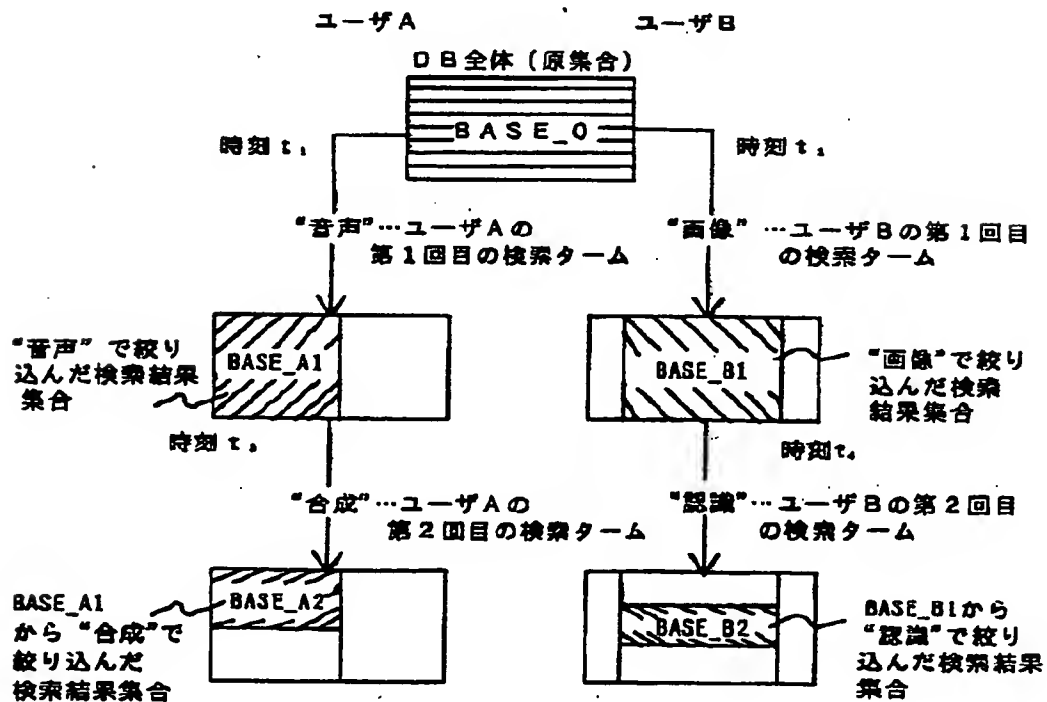 ユーザA
ユーザB
DB全体(原集合)
BASE_0
時刻t₁
時刻t₂
“音声”…ユーザAの
第1回目の検索ターム
“画像”…ユーザBの第1回目
の検索ターム
“音声”で絞り
込んだ検索結果
集合
BASE_A1
BASE_B1
“画像”で絞り
込んだ検索
結果集合
時刻t₃
時刻t₄
“合成”…ユーザAの
第2回目の検索ターム
“認識”…ユーザBの第2回目
の検索ターム
BASE_A1
から“合成”で
絞り込んだ
検索結果集合
BASE_A2
BASE_B2
BASE_B1から
“認識”で絞り
込んだ検索結果
集合